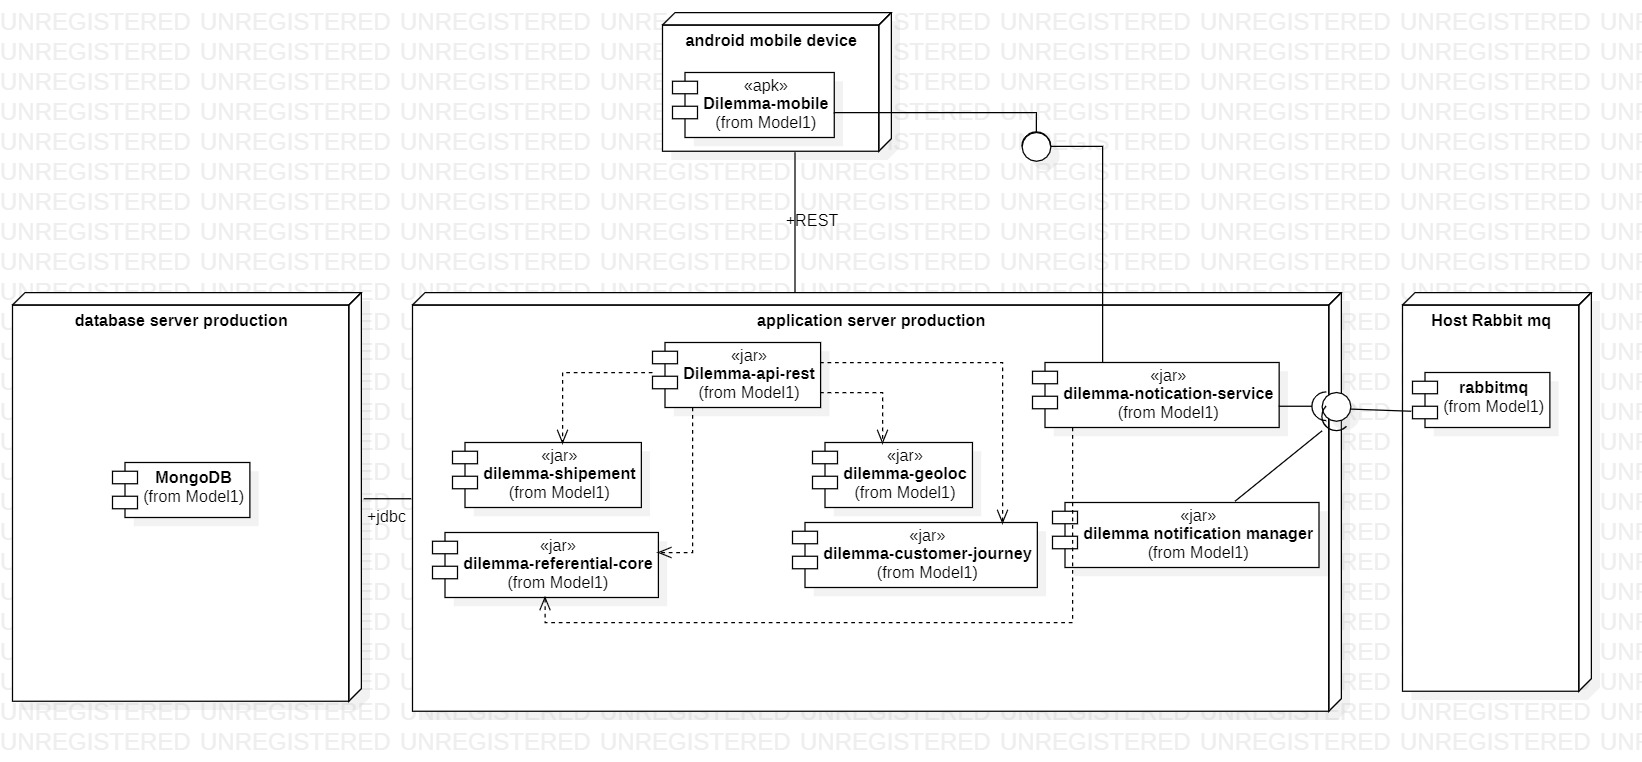 android mobile device
«apk»
Dilemma-mobile
(from Model1)
+REST
database server production
MongoDB
(from Model1)
+jdbc
application server production
«jar»
Dilemma-api-rest
(from Model1)
«jar»
dilemma-notication-service
(from Model1)
«jar»
dilemma-shipement
(from Model1)
«jar»
dilemma-geoloc
(from Model1)
«jar»
dilemma-referential-core
(from Model1)
«jar»
dilemma-customer-journey
(from Model1)
«jar»
dilemma notification manager
(from Model1)
Host Rabbit mq
rabbitmq
(from Model1)
UNREGISTERED